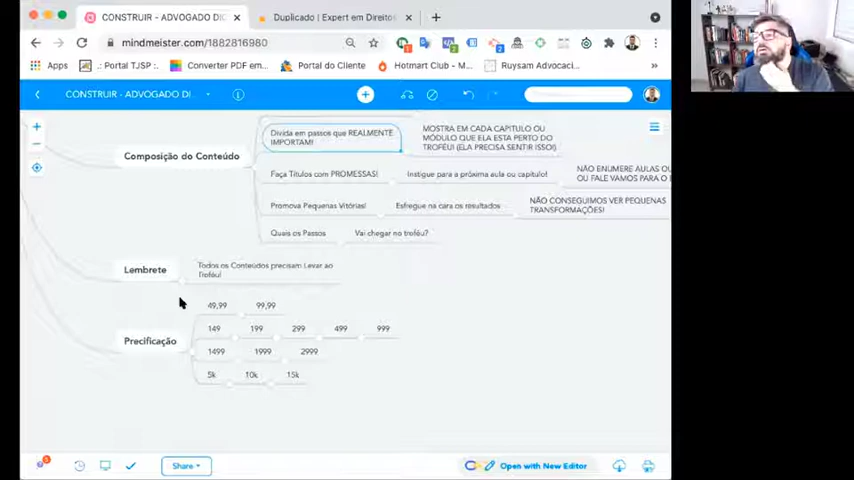 CONSTRUIR - ADVOGADO DIG
Duplicado | Expert em Direito
mindmeister.com/1882816980
Apps
.: Portal TJSP :.
Converter PDF em...
Portal do Cliente
Hotmart Club - M...
Ruysam Advocaci...
CONSTRUIR - ADVOGADO DI...
Composição do Conteúdo
Divida em passos que REALMENTE
IMPORTAM!
MOSTRA EM CADA CAPITULO OU
MÓDULO QUE ELA ESTA PERTO DO
TROFÉU! (ELA PRECISA SENTIR ISSO!)
Faça Títulos com PROMESSAS!
Instigue para a próxima aula ou capitulo!
NÃO ENUMERE AULAS OU
OU FALE VAMOS PARA O
Promova Pequenas Vitórias!
Esfregue na cara os resultados
NÃO CONSEGUIMOS VER PEQUENAS
TRANSFORMAÇÕES!
Quais os Passos
Vai chegar no troféu?
Lembrete
Todos os Conteúdos precisam Levar ao
Troféu!
Precificação
49,99 99,99
149 199 299 499 999
1499 1999 2999
5k 10k 15k
Share
Open with New Editor